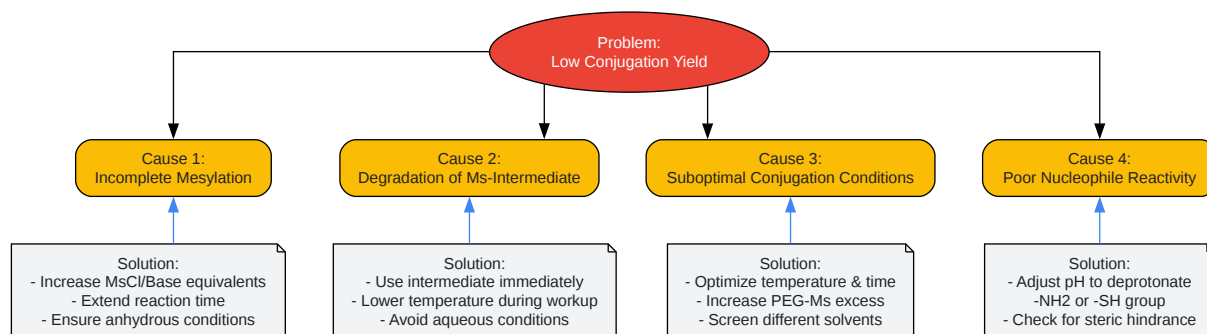 Problem:
Low Conjugation Yield
Cause 1:
Incomplete Mesylation
Cause 2:
Degradation of Ms-Intermediate
Cause 3:
Suboptimal Conjugation Conditions
Cause 4:
Poor Nucleophile Reactivity
Solution:
- Increase MsCl/Base equivalents
- Extend reaction time
- Ensure anhydrous conditions
Solution:
- Use intermediate immediately
- Lower temperature during workup
- Avoid aqueous conditions
Solution:
- Optimize temperature & time
- Increase PEG-Ms excess
- Screen different solvents
Solution:
- Adjust pH to deprotonate
-NH2 or -SH group
- Check for steric hindrance